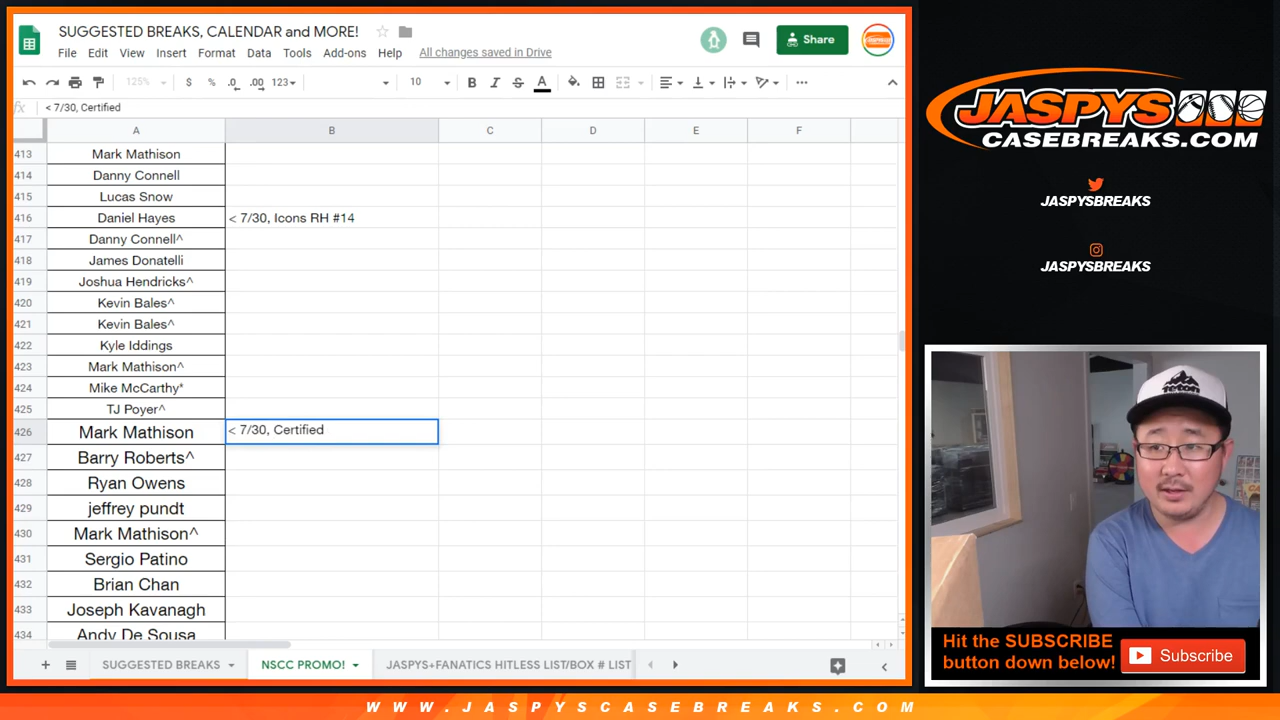 SUGGESTED BREAKS, CALENDAR and MORE!
File Edit View Insert Format Data Tools Add-ons Help All changes saved in Drive
Share
125% $ % .0 .00 123 10 B I S A
fx < 7/30, Certified
A B C D E F
413 Mark Mathison
414 Danny Connell
415 Lucas Snow
416 Daniel Hayes < 7/30, Icons RH #14
417 Danny Connell^
418 James Donatelli
419 Joshua Hendricks^
420 Kevin Bales^
421 Kevin Bales^
422 Kyle Iddings
423 Mark Mathison^
424 Mike McCarthy*
425 TJ Poyer^
426 Mark Mathison < 7/30, Certified
427 Barry Roberts^
428 Ryan Owens
429 jeffrey pundt
430 Mark Mathison^
431 Sergio Patino
432 Brian Chan
433 Joseph Kavanagh
434 Andy De Sousa
SUGGESTED BREAKS NSCC PROMO! JASPYS+FANATICS HITLESS LIST/BOX # LIST
JASPYS
CASEBREAKS.COM
JASPYSBREAKS
JASPYSBREAKS
teton
Hit the SUBSCRIBE
button down below!
Subscribe
WWW.JASPYSCASEBREAKS.COM